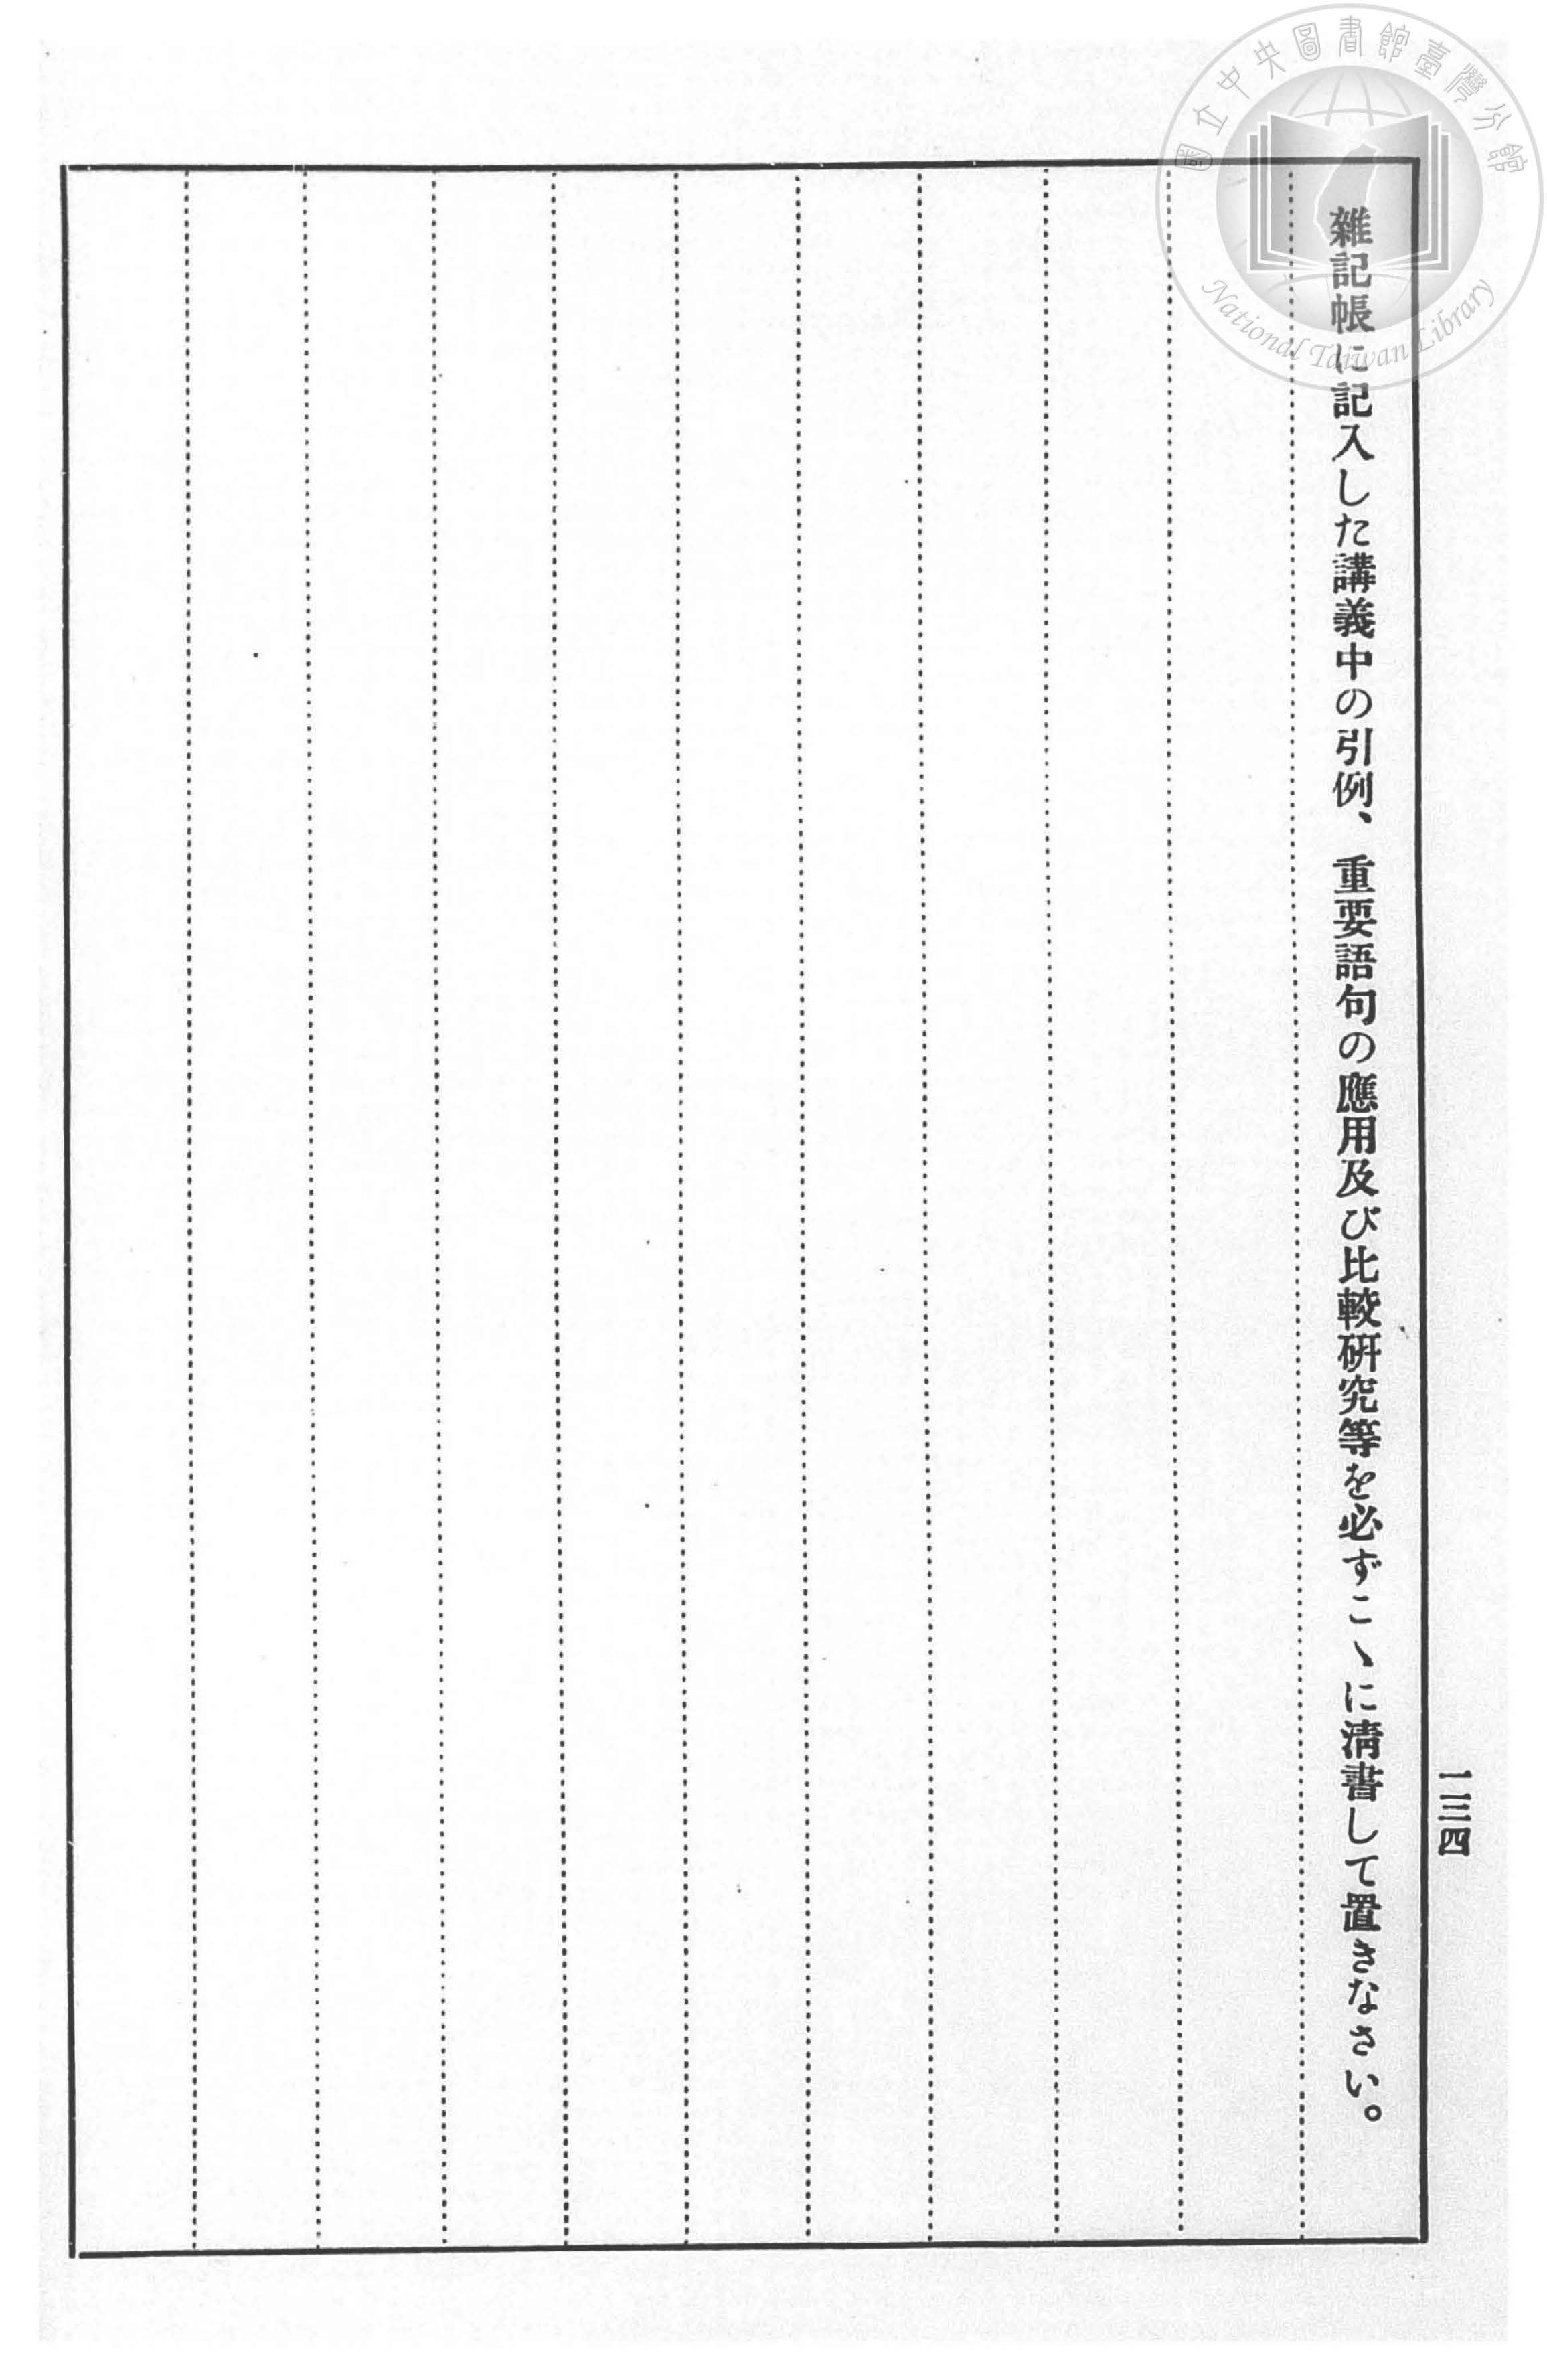 雜記帳に記入した講義中の引例、重要語句の應用及び比較研究等を必ずこゝに淸書して置きなさい。
一三四
國立中央圖書館臺灣分館
National Taiwan Library